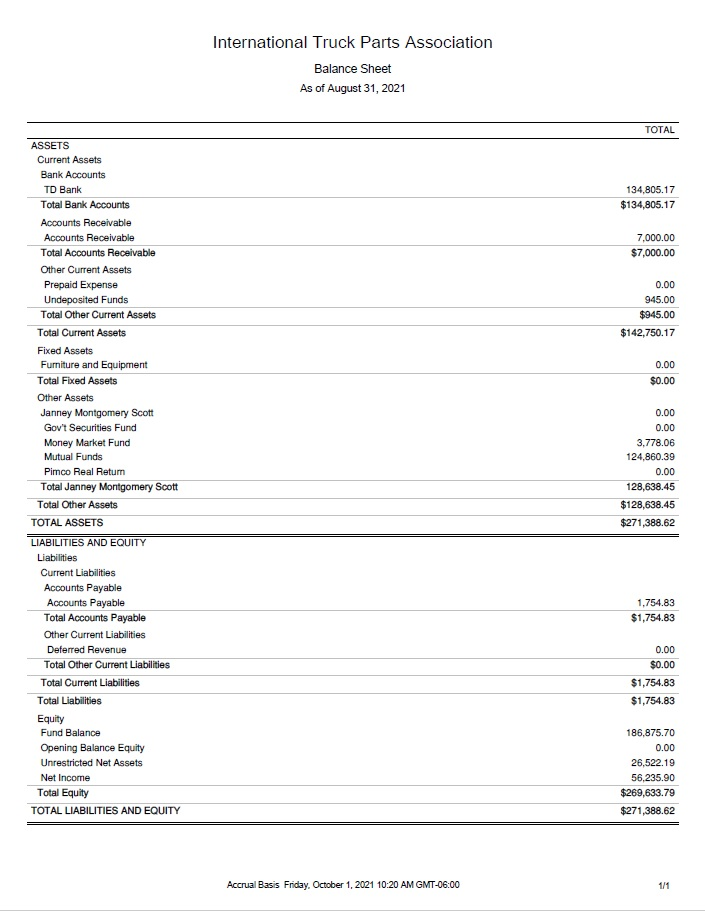 International Truck Parts Association
Balance Sheet
As of August 31, 2021
TOTAL
ASSETS
Current Assets
Bank Accounts
TD Bank 134,805.17
Total Bank Accounts $134,805.17
Accounts Receivable
Accounts Receivable 7,000.00
Total Accounts Receivable $7,000.00
Other Current Assets
Prepaid Expense 0.00
Undeposited Funds 945.00
Total Other Current Assets $945.00
Total Current Assets $142,750.17
Fixed Assets
Furniture and Equipment 0.00
Total Fixed Assets $0.00
Other Assets
Janney Montgomery Scott 0.00
Gov't Securities Fund 0.00
Money Market Fund 3,778.06
Mutual Funds 124,860.39
Pimco Real Return 0.00
Total Janney Montgomery Scott 128,638.45
Total Other Assets $128,638.45
TOTAL ASSETS $271,388.62
LIABILITIES AND EQUITY
Liabilities
Current Liabilities
Accounts Payable
Accounts Payable 1,754.83
Total Accounts Payable $1,754.83
Other Current Liabilities
Deferred Revenue 0.00
Total Other Current Liabilities $0.00
Total Current Liabilities $1,754.83
Total Liabilities $1,754.83
Equity
Fund Balance 186,875.70
Opening Balance Equity 0.00
Unrestricted Net Assets 26,522.19
Net Income 56,235.90
Total Equity $269,633.79
TOTAL LIABILITIES AND EQUITY $271,388.62
Accrual Basis Friday, October 1, 2021 10:20 AM GMT-06:00 1/1